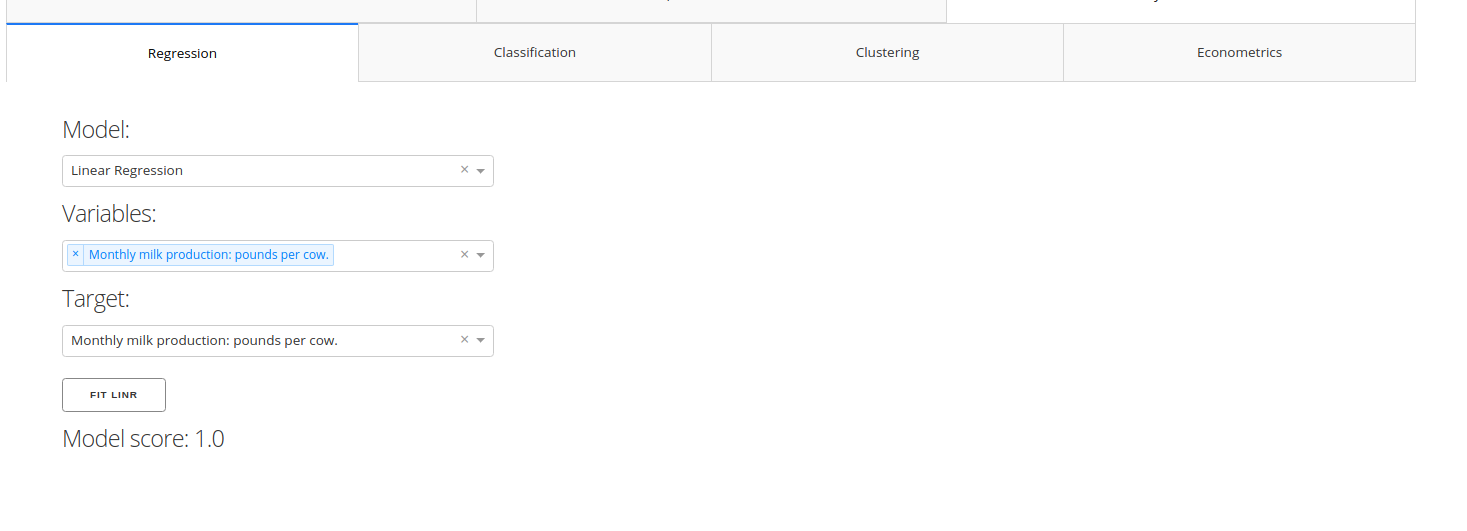 Regression
Classification
Clustering
Econometrics
Model:
Linear Regression
Variables:
× Monthly milk production: pounds per cow.
Target:
Monthly milk production: pounds per cow.
FIT LINR
Model score: 1.0